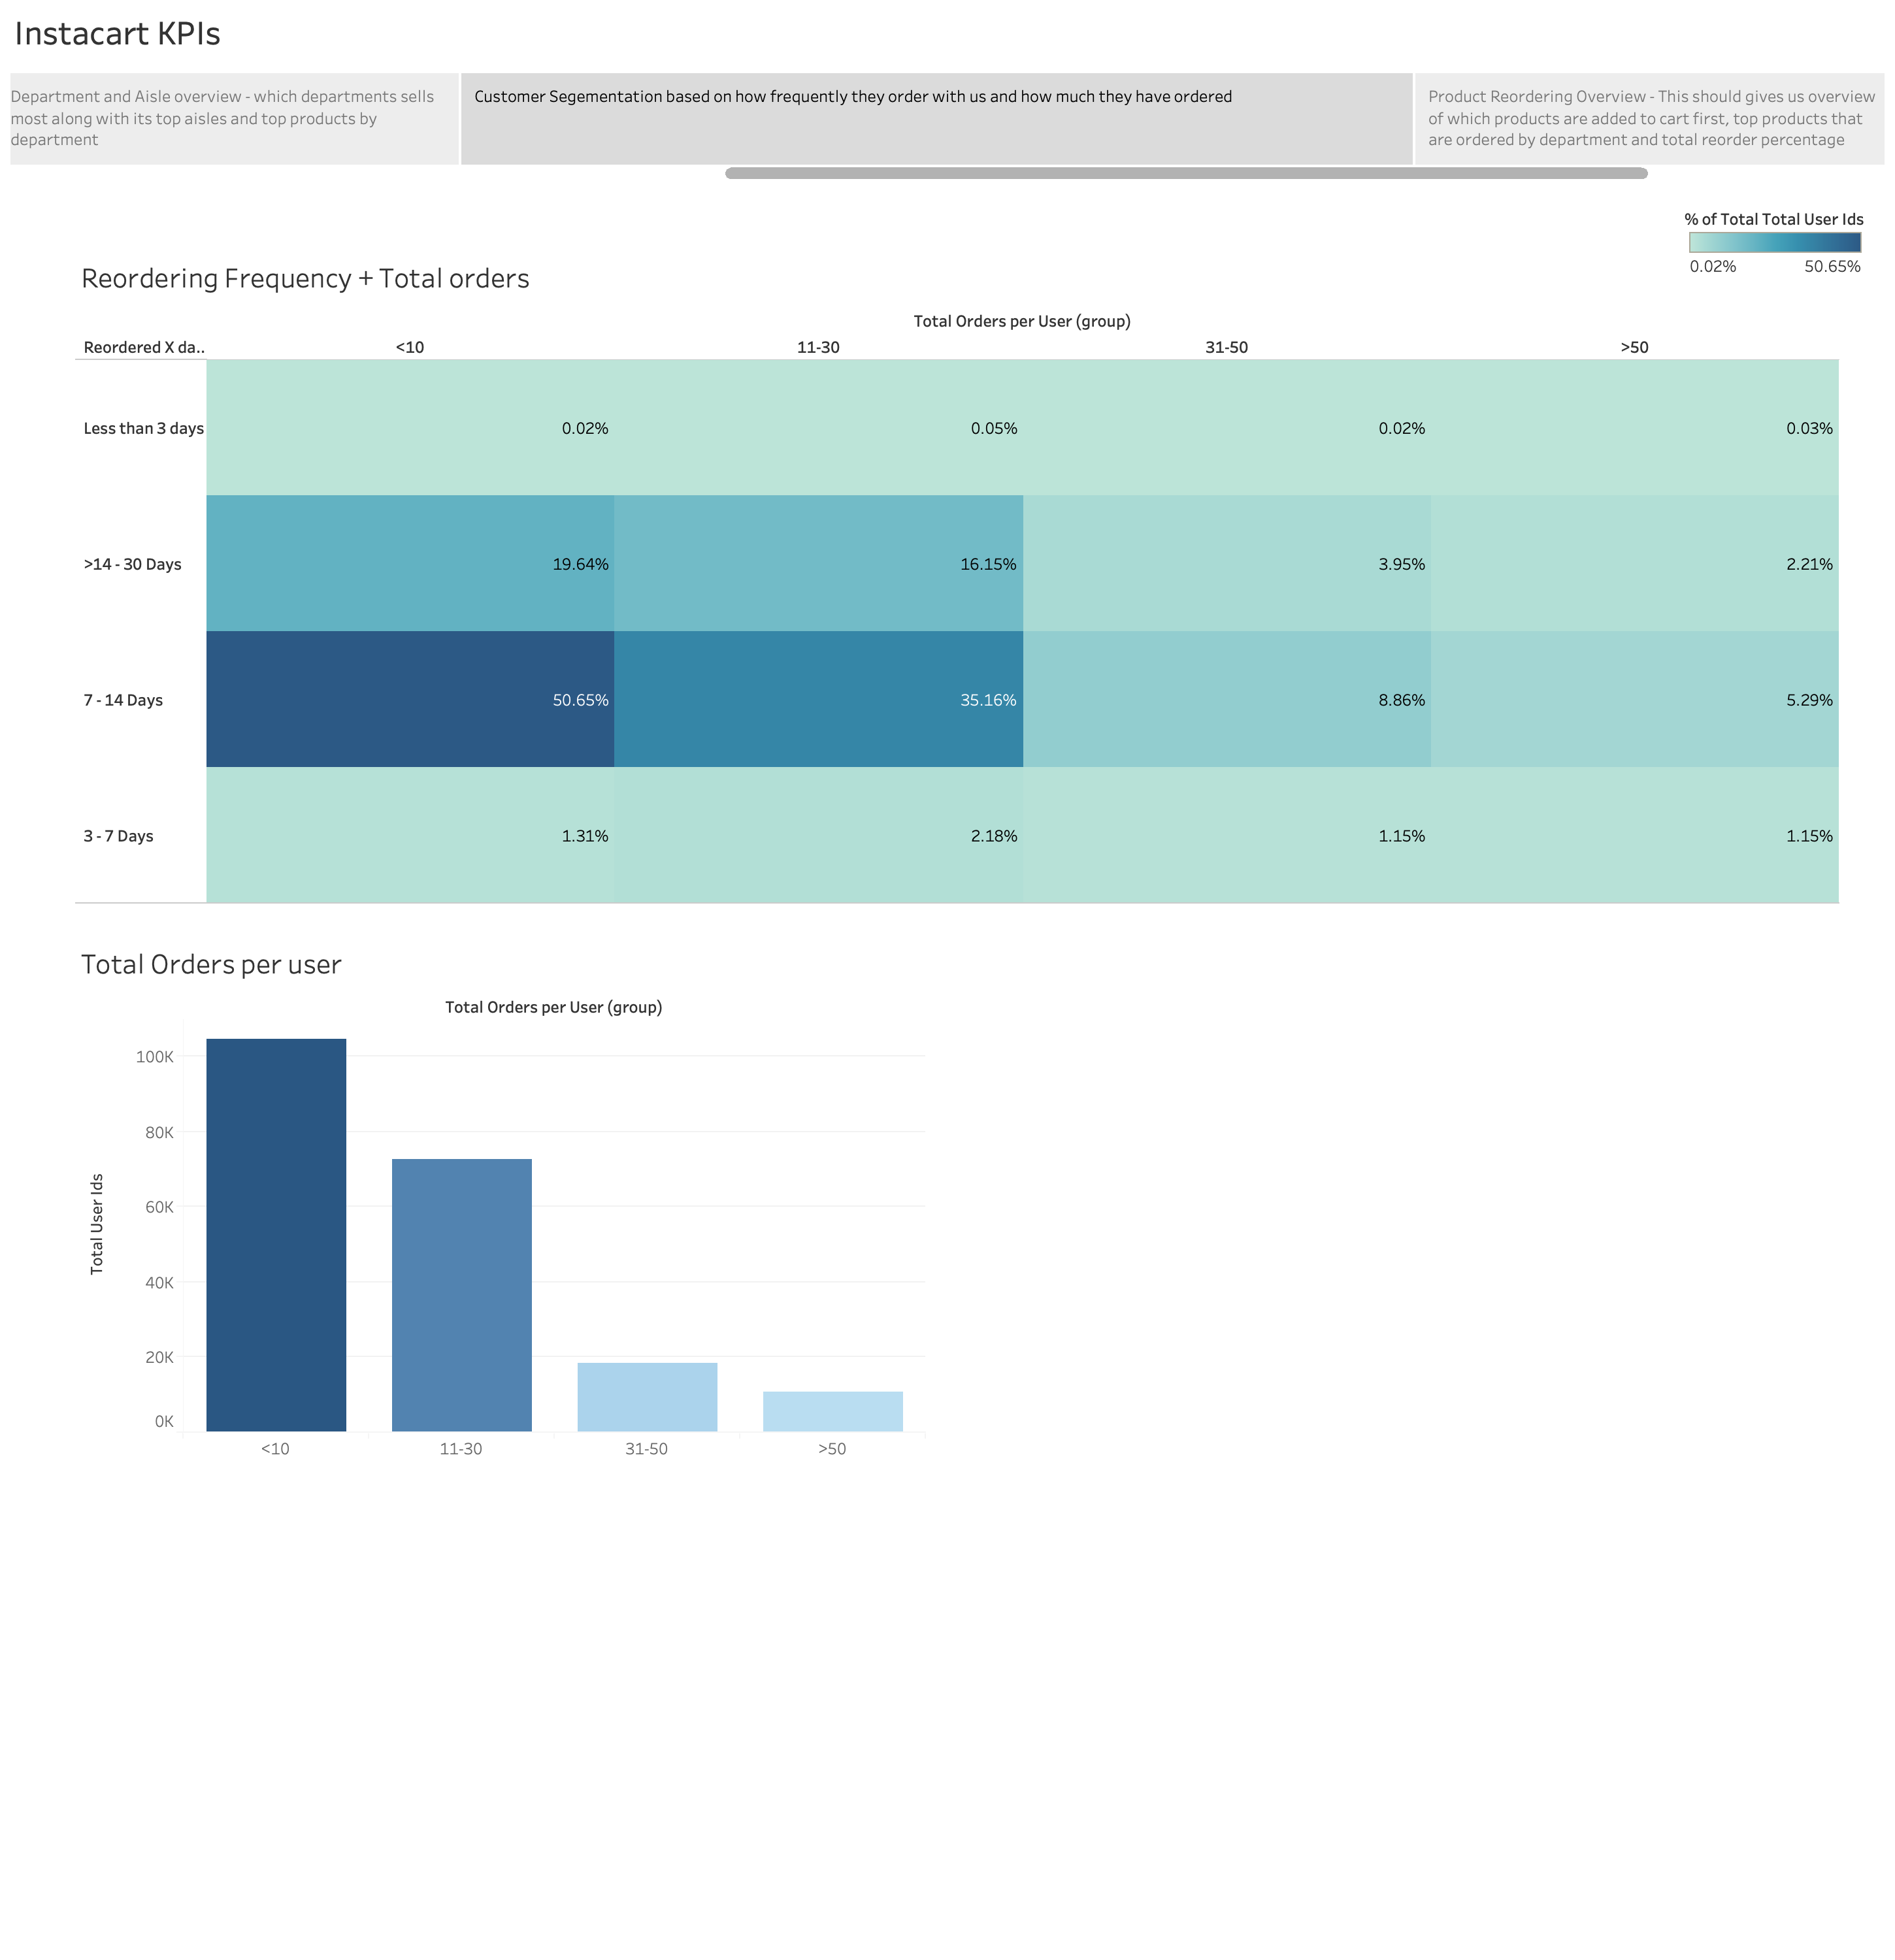 Instacart KPIs
Department and Aisle overview - which departments sells
most along with its top aisles and top products by
department
Customer Segementation based on how frequently they order with us and how much they have ordered
Product Reordering Overview - This should gives us overview
of which products are added to cart first, top products that
are ordered by department and total reorder percentage
% of Total Total User Ids
0.02% 50.65%
Reordering Frequency + Total orders
Total Orders per User (group)
Reordered X da.. <10 11-30 31-50 >50
Less than 3 days 0.02% 0.05% 0.02% 0.03%
>14 - 30 Days 19.64% 16.15% 3.95% 2.21%
7 - 14 Days 50.65% 35.16% 8.86% 5.29%
3 - 7 Days 1.31% 2.18% 1.15% 1.15%
Total Orders per user
Total Orders per User (group)
Total User Ids
100K
80K
60K
40K
20K
0K
<10 11-30 31-50 >50